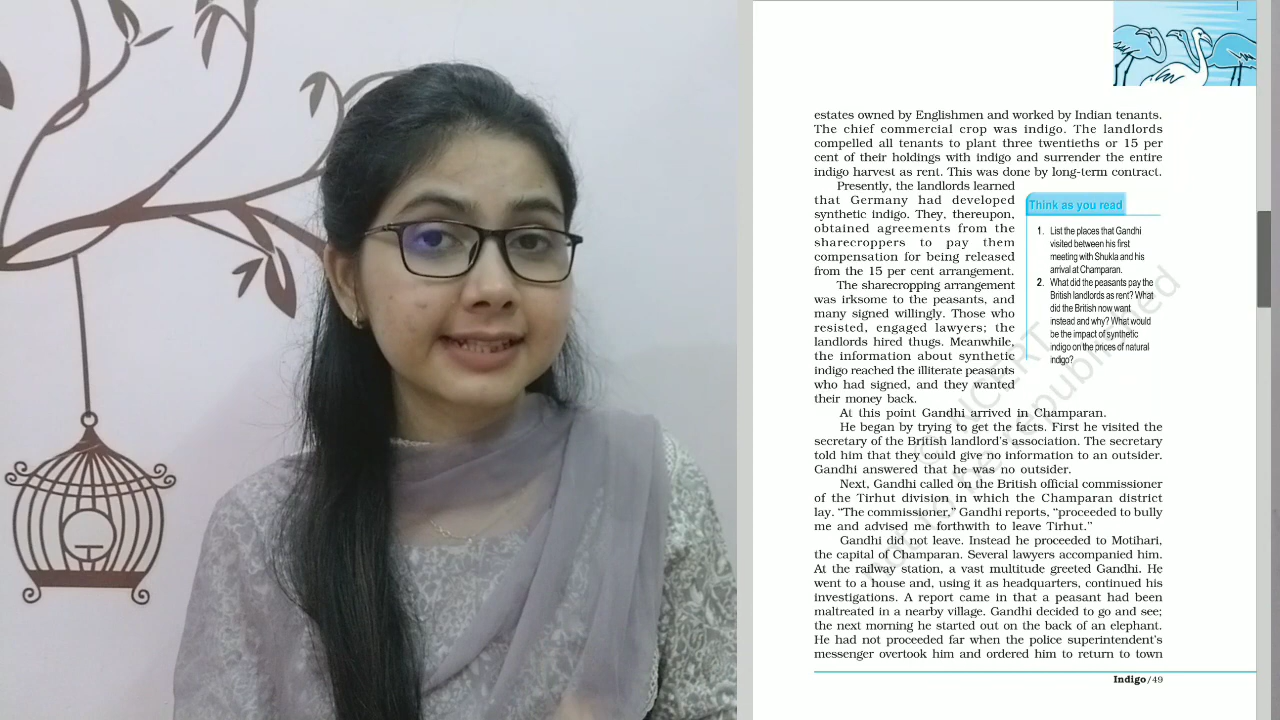 estates owned by Englishmen and worked by Indian tenants.
The chief commercial crop was indigo. The landlords
compelled all tenants to plant three twentieths or 15 per
cent of their holdings with indigo and surrender the entire
indigo harvest as rent. This was done by long-term contract.
Presently, the landlords learned
that Germany had developed
synthetic indigo. They, thereupon,
obtained agreements from the
sharecroppers to pay them
compensation for being released
from the 15 per cent arrangement.
The sharecropping arrangement
was irksome to the peasants, and
many signed willingly. Those who
resisted, engaged lawyers; the
landlords hired thugs. Meanwhile,
the information about synthetic
indigo reached the illiterate peasants
who had signed, and they wanted
their money back.
Think as you read
1. List the places that Gandhi
visited between his first
meeting with Shukla and his
arrival at Champaran.
2. What did the peasants pay the
British landlords as rent? What
did the British now want
instead and why? What would
be the impact of synthetic
indigo on the prices of natural
indigo?
At this point Gandhi arrived in Champaran.
He began by trying to get the facts. First he visited the
secretary of the British landlord's association. The secretary
told him that they could give no information to an outsider.
Gandhi answered that he was no outsider.
Next, Gandhi called on the British official commissioner
of the Tirhut division in which the Champaran district
lay. “The commissioner,” Gandhi reports, “proceeded to bully
me and advised me forthwith to leave Tirhut.”
Gandhi did not leave. Instead he proceeded to Motihari,
the capital of Champaran. Several lawyers accompanied him.
At the railway station, a vast multitude greeted Gandhi. He
went to a house and, using it as headquarters, continued his
investigations. A report came in that a peasant had been
maltreated in a nearby village. Gandhi decided to go and see;
the next morning he started out on the back of an elephant.
He had not proceeded far when the police superintendent's
messenger overtook him and ordered him to return to town
Indigo/49